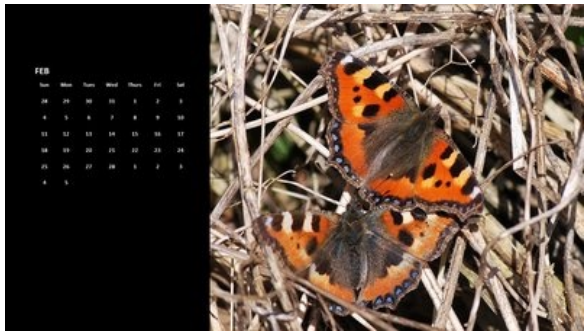 FEB
Sun Mon Tues Wed Thurs Fri Sat
28 29 30 31 1 2 3
4 5 6 7 8 9 10
11 12 13 14 15 16 17
18 19 20 21 22 23 24
25 26 27 28 1 2 3
4 5